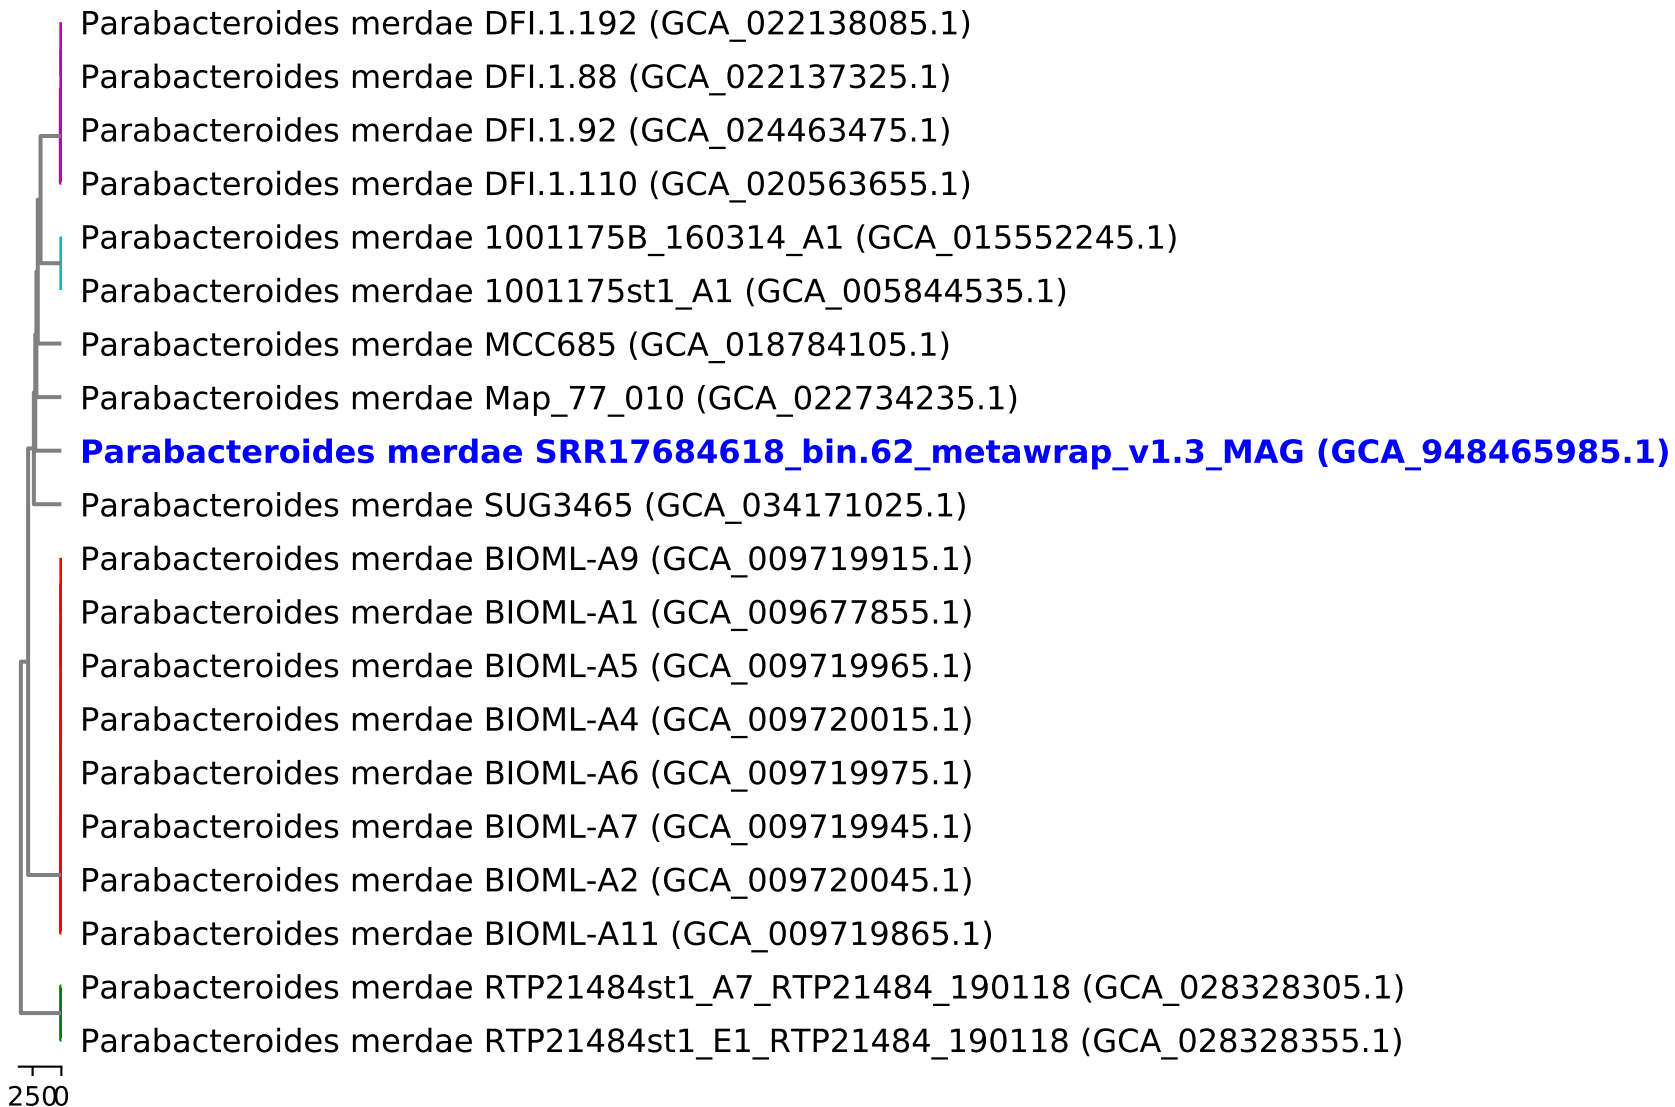 Parabacteroides merdae DFI.1.192 (GCA_022138085.1)
Parabacteroides merdae DFI.1.88 (GCA_022137325.1)
Parabacteroides merdae DFI.1.92 (GCA_024463475.1)
Parabacteroides merdae DFI.1.110 (GCA_020563655.1)
Parabacteroides merdae 1001175B_160314_A1 (GCA_015552245.1)
Parabacteroides merdae 1001175st1_A1 (GCA_005844535.1)
Parabacteroides merdae MCC685 (GCA_018784105.1)
Parabacteroides merdae Map_77_010 (GCA_022734235.1)
Parabacteroides merdae SRR17684618_bin.62_metawrap_v1.3_MAG (GCA_948465985.1)
Parabacteroides merdae SUG3465 (GCA_034171025.1)
Parabacteroides merdae BIOML-A9 (GCA_009719915.1)
Parabacteroides merdae BIOML-A1 (GCA_009677855.1)
Parabacteroides merdae BIOML-A5 (GCA_009719965.1)
Parabacteroides merdae BIOML-A4 (GCA_009720015.1)
Parabacteroides merdae BIOML-A6 (GCA_009719975.1)
Parabacteroides merdae BIOML-A7 (GCA_009719945.1)
Parabacteroides merdae BIOML-A2 (GCA_009720045.1)
Parabacteroides merdae BIOML-A11 (GCA_009719865.1)
Parabacteroides merdae RTP21484st1_A7_RTP21484_190118 (GCA_028328305.1)
Parabacteroides merdae RTP21484st1_E1_RTP21484_190118 (GCA_028328355.1)
250 0